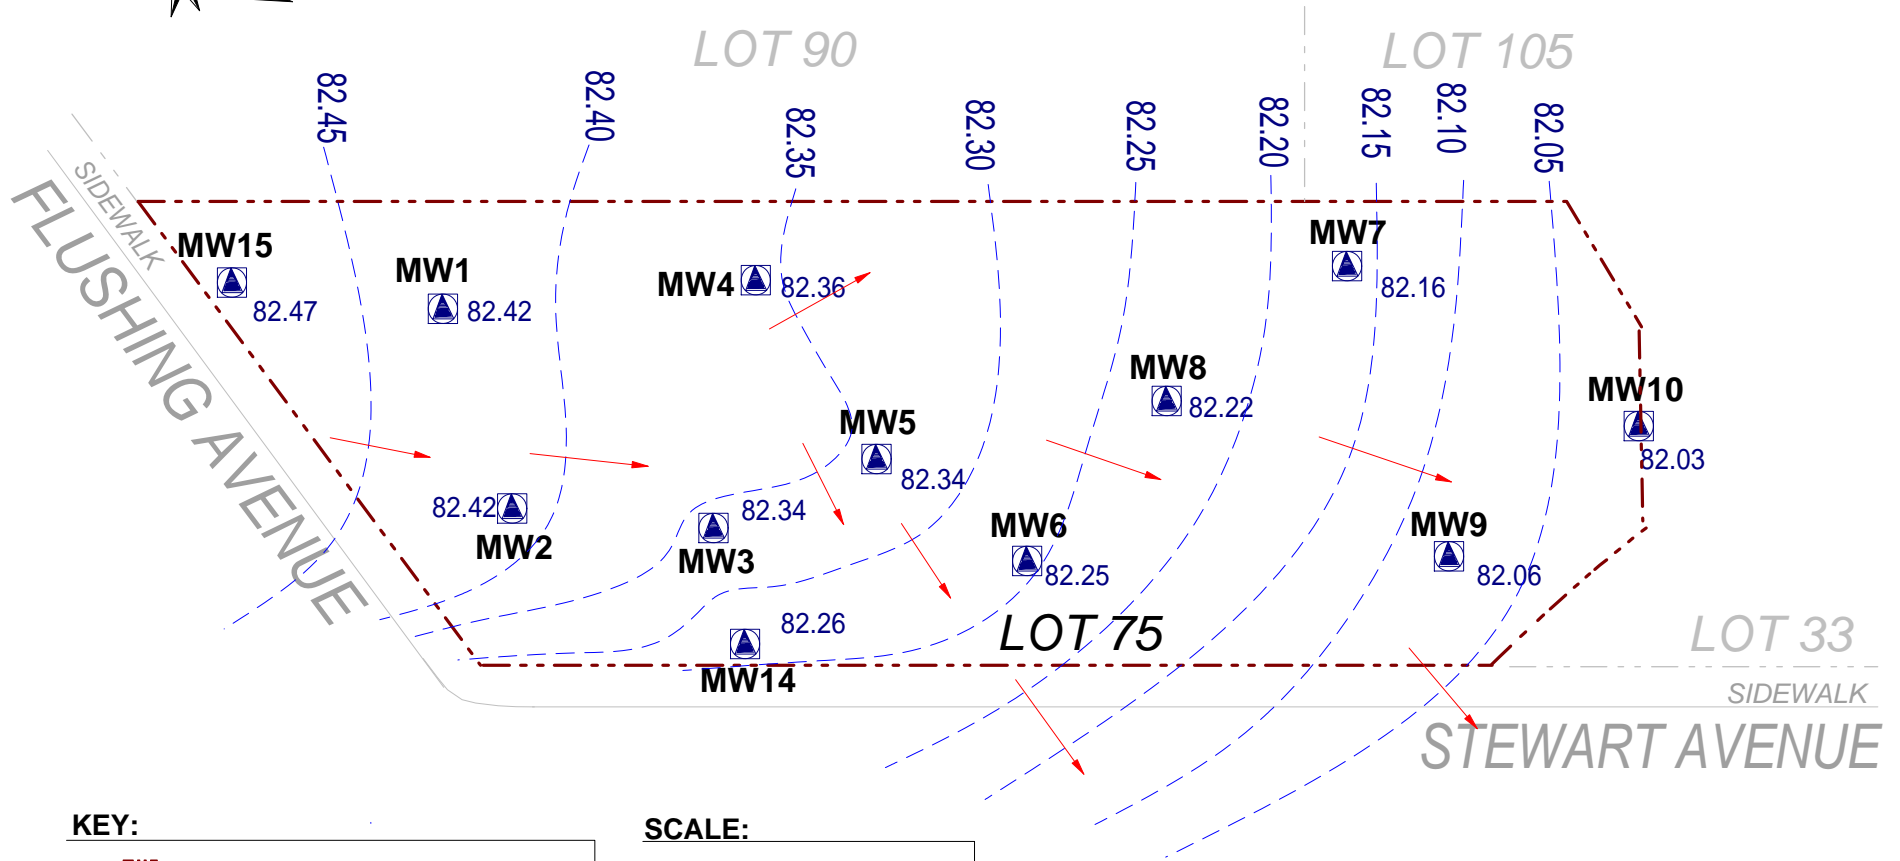 LOT 90
LOT 105
82.45
82.40
82.35
82.30
82.25
82.20
82.15
82.10
82.05
SIDEWALK
FLUSHING AVENUE
MW15
82.47
MW1
82.42
MW4
82.36
MW7
82.16
MW8
82.22
MW10
82.03
MW5
82.34
MW2
82.42
MW3
82.34
MW6
82.25
MW9
82.06
MW14
82.26
LOT 75
LOT 33
SIDEWALK
STEWART AVENUE
KEY:
SCALE: